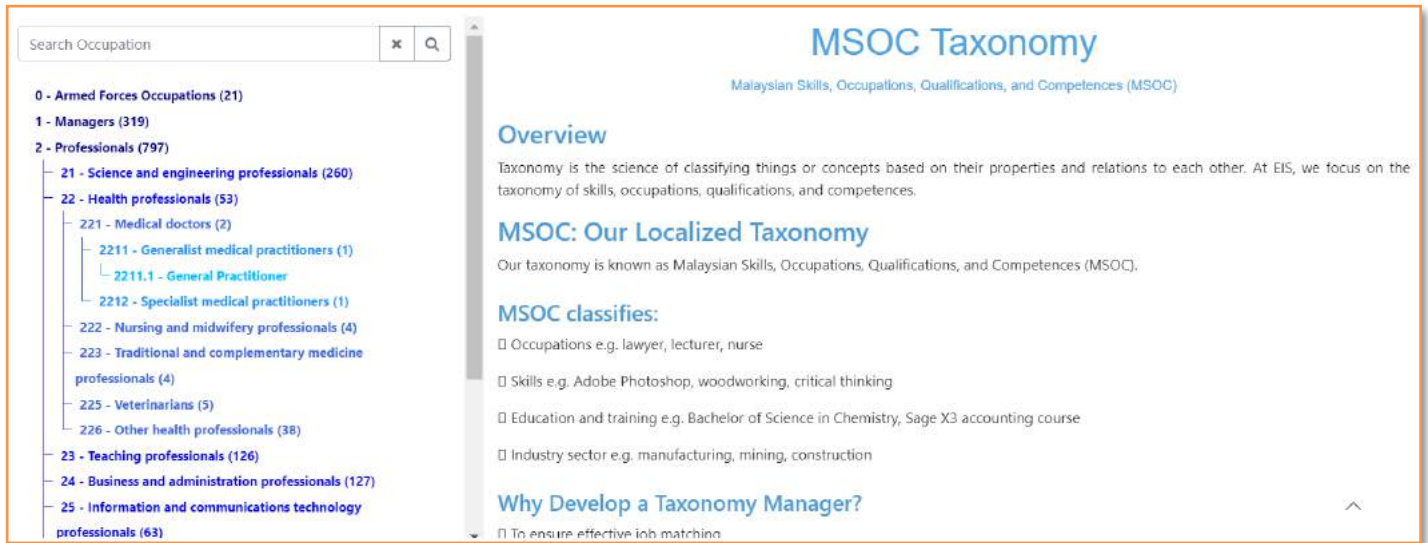 Search Occupation
0 - Armed Forces Occupations (21)
1 - Managers (319)
2 - Professionals (797)
21 - Science and engineering professionals (260)
22 - Health professionals (53)
221 - Medical doctors (2)
2211 - Generalist medical practitioners (1)
2211.1 - General Practitioner
2212 - Specialist medical practitioners (1)
222 - Nursing and midwifery professionals (4)
223 - Traditional and complementary medicine
professionals (4)
225 - Veterinarians (5)
226 - Other health professionals (38)
23 - Teaching professionals (126)
24 - Business and administration professionals (127)
25 - Information and communications technology
professionals (63)
MSOC Taxonomy
Malaysian Skills, Occupations, Qualifications, and Competences (MSOC)
Overview
Taxonomy is the science of classifying things or concepts based on their properties and relations to each other. At EIS, we focus on the
taxonomy of skills, occupations, qualifications, and competences.
MSOC: Our Localized Taxonomy
Our taxonomy is known as Malaysian Skills, Occupations, Qualifications, and Competences (MSOC).
MSOC classifies:
Occupations e.g. lawyer, lecturer, nurse
Skills e.g. Adobe Photoshop, woodworking, critical thinking
Education and training e.g. Bachelor of Science in Chemistry, Sage X3 accounting course
Industry sector e.g. manufacturing, mining, construction
Why Develop a Taxonomy Manager?
To ensure effective job matching